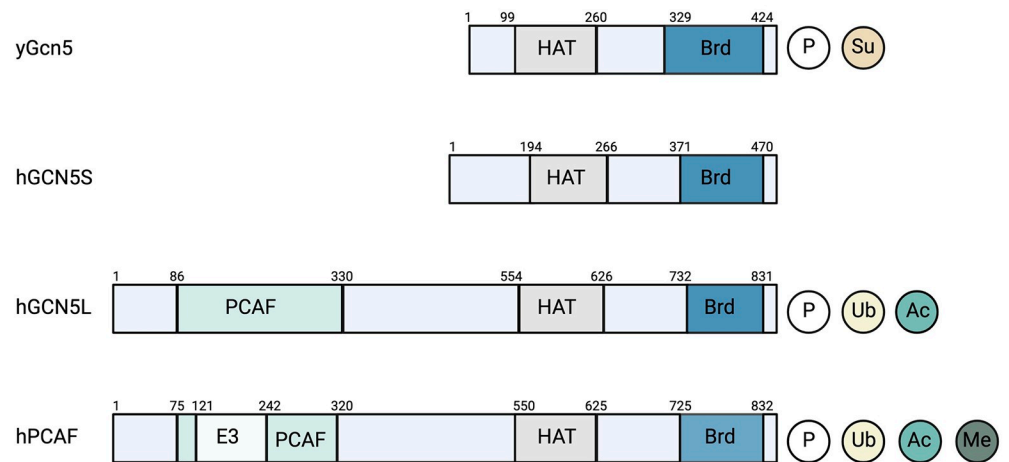 1 99 260 329 424
yGcn5 HAT Brd P Su
1 194 266 371 470
hGCN5S HAT Brd
1 86 330 554 626 732 831
hGCN5L PCAF HAT Brd P Ub Ac
1 75 121 242 320 550 625 725 832
hPCAF E3 PCAF HAT Brd P Ub Ac Me